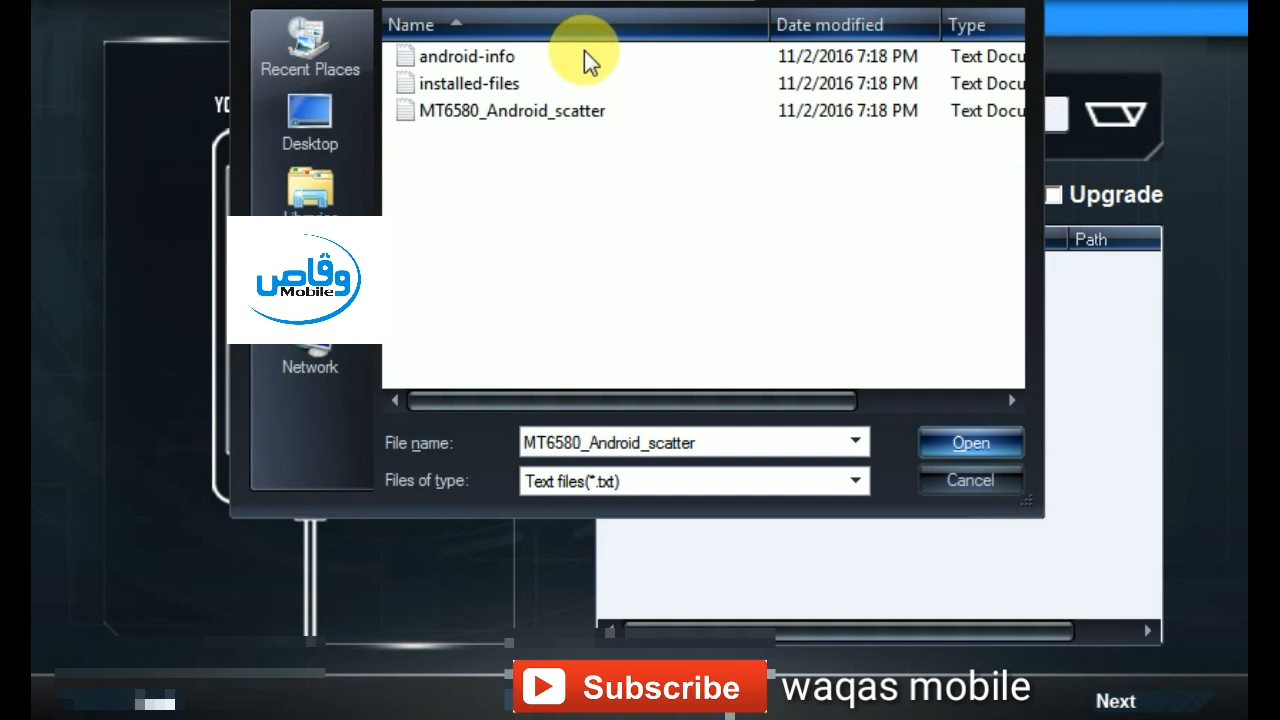 Name
Date modified
Type
android-info
11/2/2016 7:18 PM
Text Docu
installed-files
11/2/2016 7:18 PM
Text Docu
MT6580_Android_scatter
11/2/2016 7:18 PM
Text Docu
Recent Places
Desktop
Network
وقاص
Mobile
File name:
MT6580_Android_scatter
Open
Files of type:
Text files(*.txt)
Cancel
Upgrade
Path
Subscribe
waqas mobile
Next